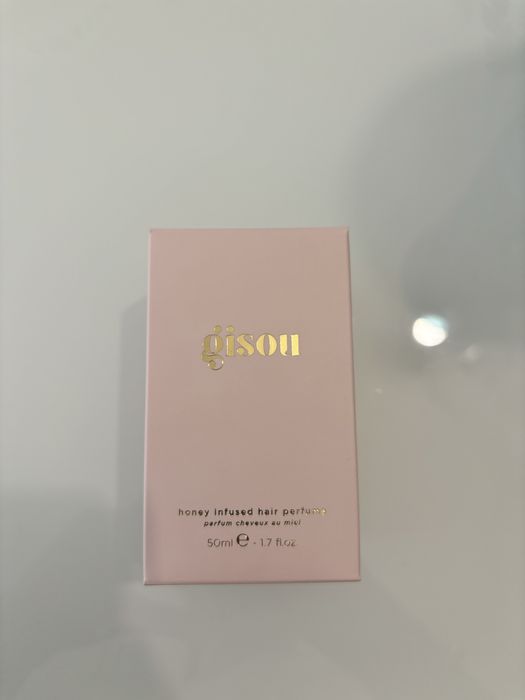 gisou
honey infused hair perfume
parfum cheveux au miel
50ml ℮ - 1.7 fl.oz.